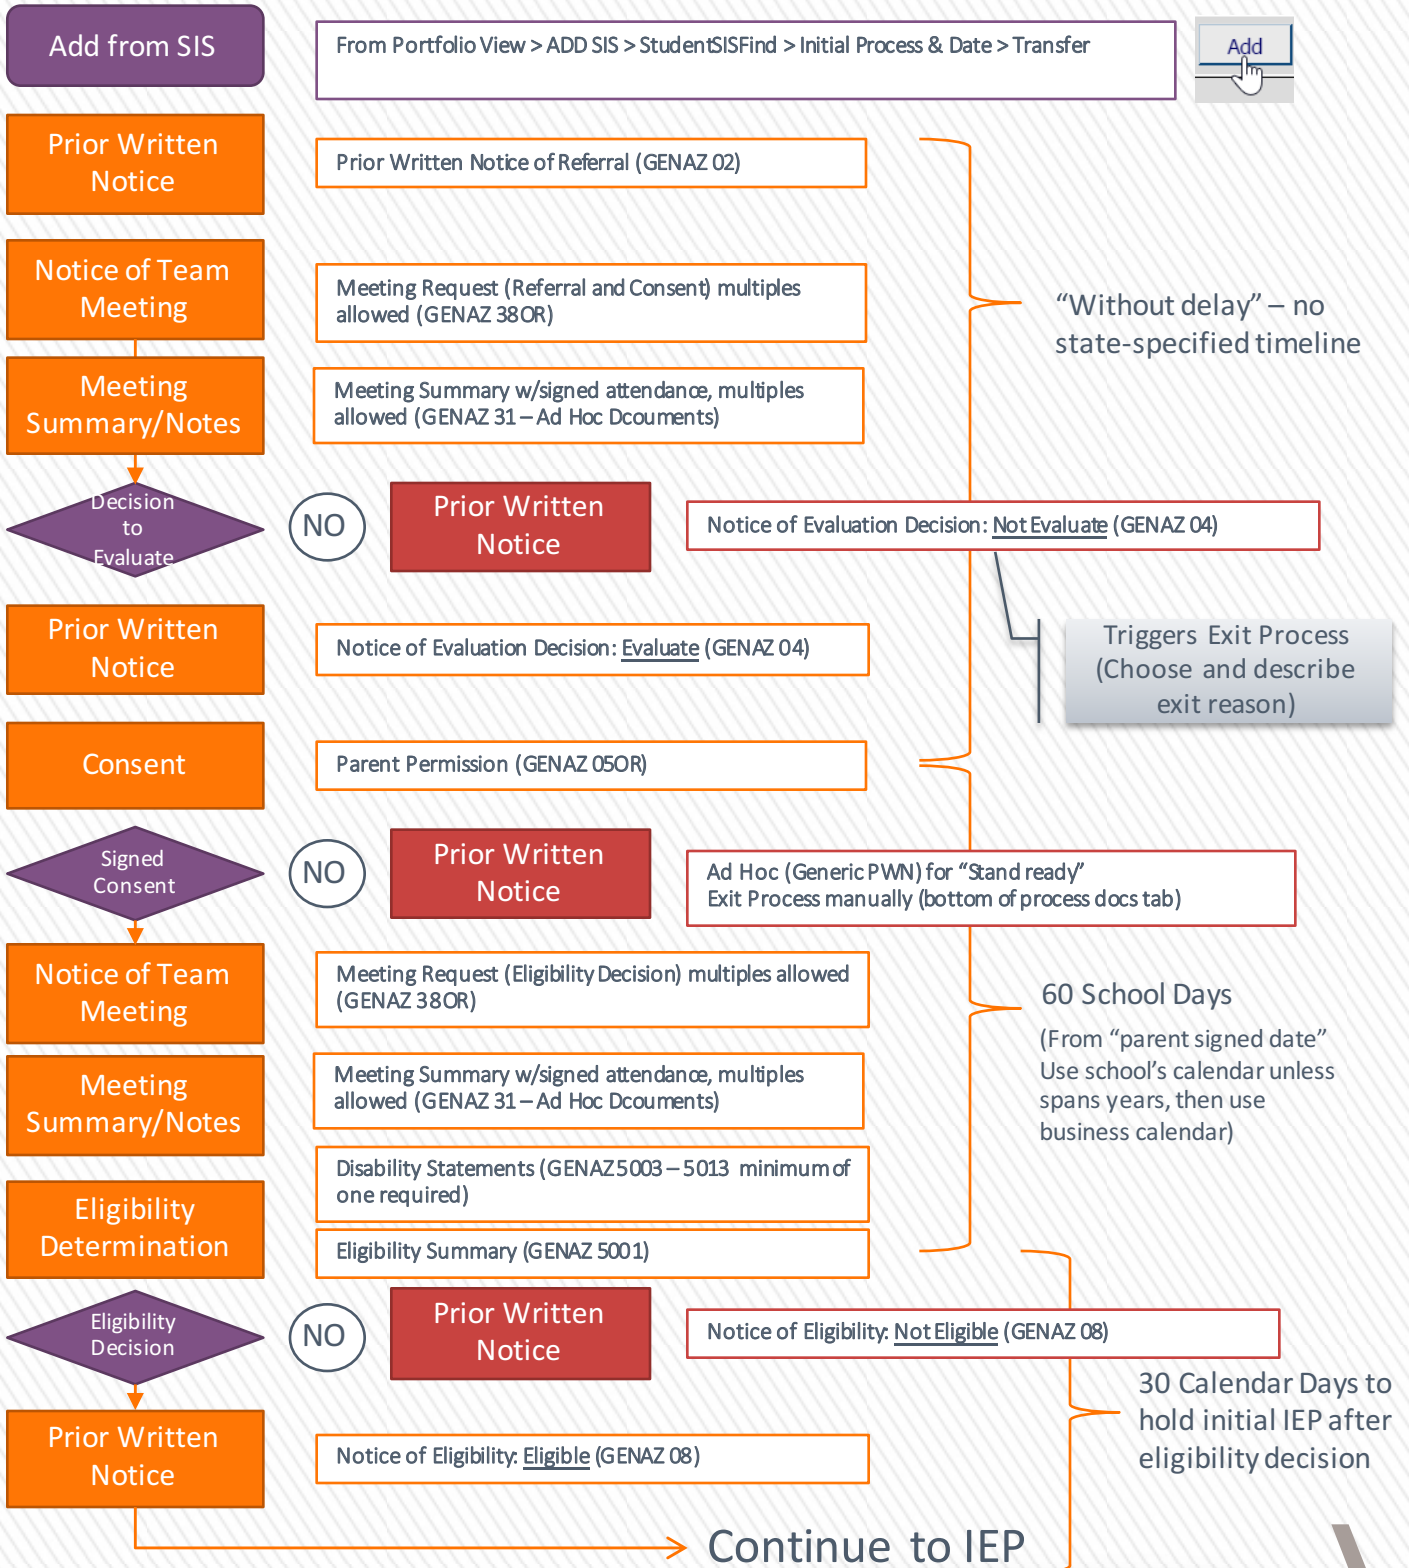 Add from SIS
From Portfolio View > ADD SIS > StudentSISFind > Initial Process & Date > Transfer
Add
Prior Written
Notice
Prior Written Notice of Referral (GENAZ 02)
Notice of Team
Meeting
Meeting Request (Referral and Consent) multiples
allowed (GENAZ 38OR)
"Without delay" – no
state-specified timeline
Meeting
Summary/Notes
Meeting Summary w/signed attendance, multiples
allowed (GENAZ 31 – Ad Hoc Dcouments)
Decision
to
Evaluate
NO
Prior Written
Notice
Notice of Evaluation Decision: Not Evaluate (GENAZ 04)
Prior Written
Notice
Notice of Evaluation Decision: Evaluate (GENAZ 04)
Triggers Exit Process
(Choose and describe
exit reason)
Consent
Parent Permission (GENAZ 05OR)
Signed
Consent
NO
Prior Written
Notice
Ad Hoc (Generic PWN) for "Stand ready"
Exit Process manually (bottom of process docs tab)
Notice of Team
Meeting
Meeting Request (Eligibility Decision) multiples allowed
(GENAZ 38OR)
60 School Days
(From "parent signed date"
Use school's calendar unless
spans years, then use
business calendar)
Meeting
Summary/Notes
Meeting Summary w/signed attendance, multiples
allowed (GENAZ 31 – Ad Hoc Dcouments)
Eligibility
Determination
Disability Statements (GENAZ 5003 – 5013 minimum of
one required)
Eligibility Summary (GENAZ 5001)
Eligibility
Decision
NO
Prior Written
Notice
Notice of Eligibility: Not Eligible (GENAZ 08)
30 Calendar Days to
hold initial IEP after
eligibility decision
Prior Written
Notice
Notice of Eligibility: Eligible (GENAZ 08)
Continue to IEP